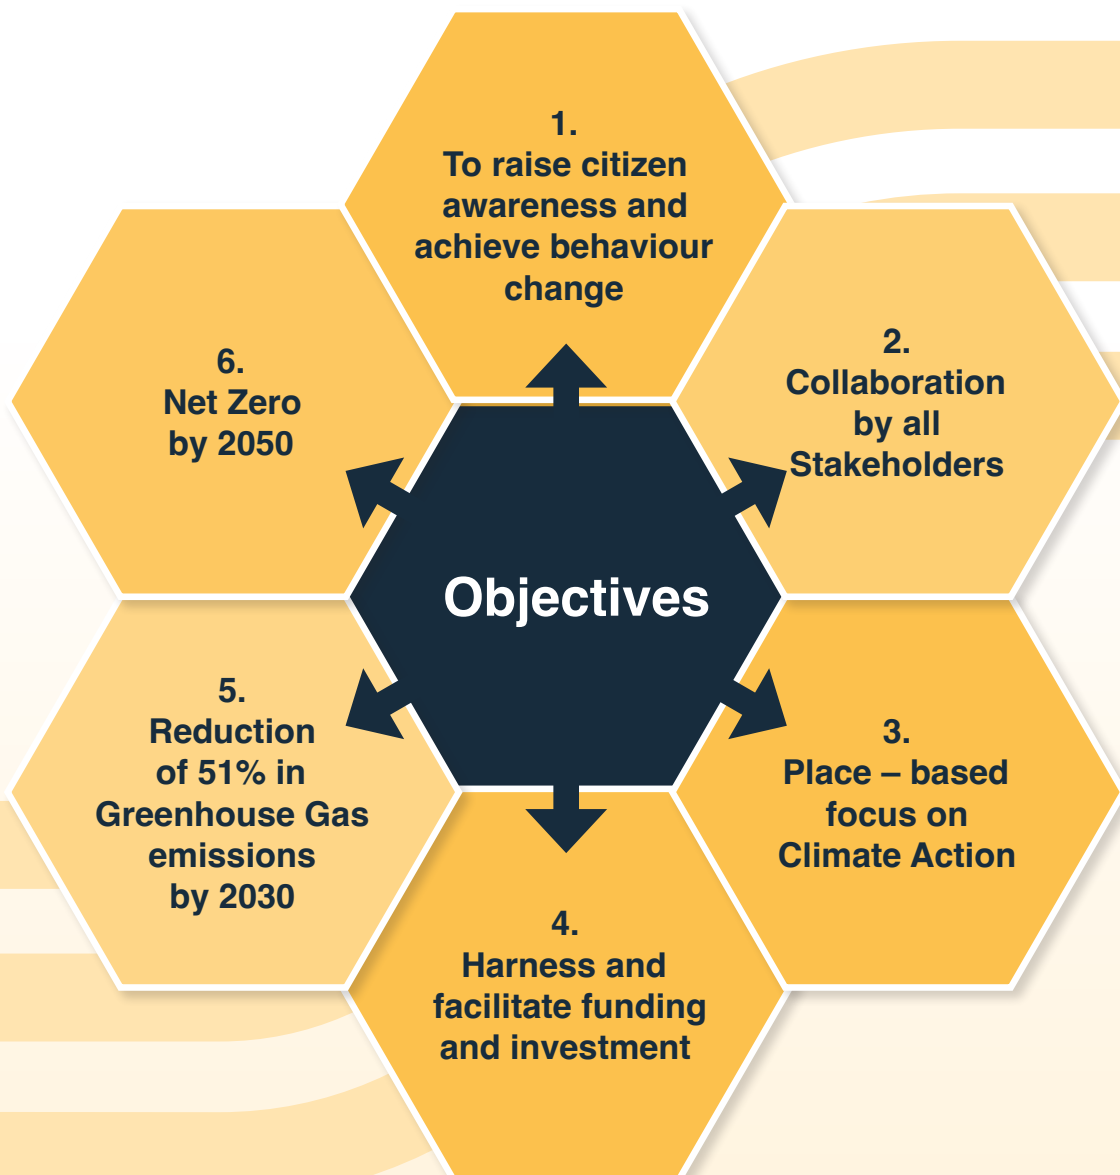 1.
To raise citizen
awareness and
achieve behaviour
change
2.
Collaboration
by all
Stakeholders
3.
Place – based
focus on
Climate Action
4.
Harness and
facilitate funding
and investment
5.
Reduction
of 51% in
Greenhouse Gas
emissions
by 2030
6.
Net Zero
by 2050
Objectives